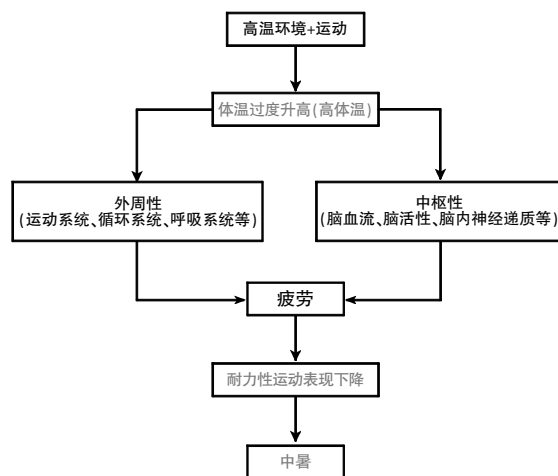 高温环境+运动
体温过度升高(高体温)
外周性
(运动系统、循环系统、呼吸系统等)
中枢性
(脑血流、脑活性、脑内神经递质等)
疲劳
耐力性运动表现下降
中暑